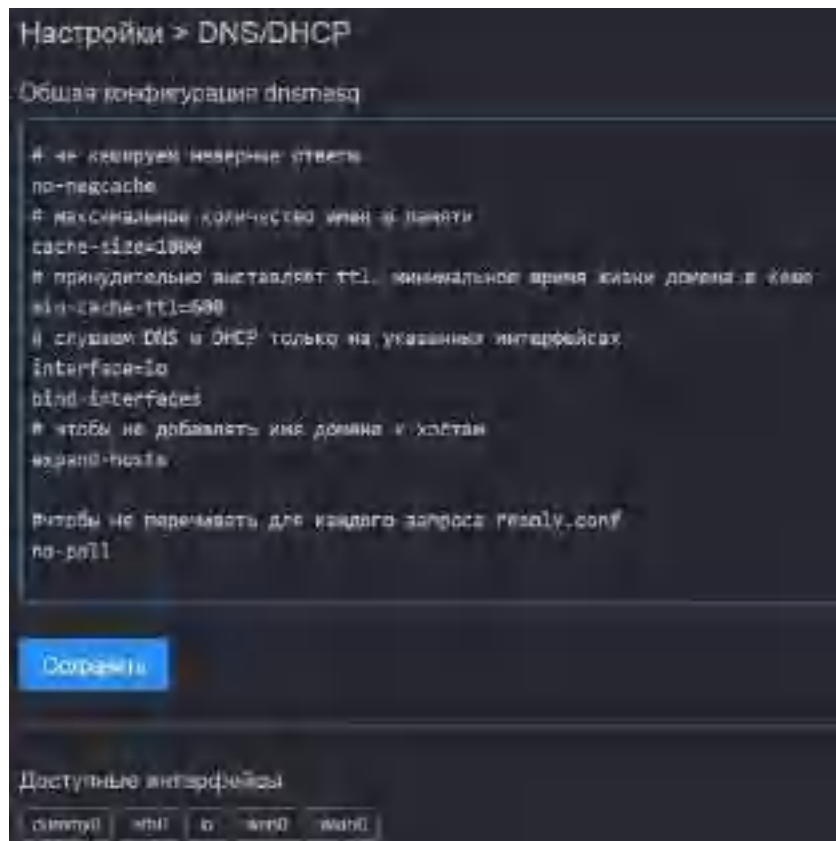 Настройки > DNS/DHCP
Общая конфигурация dnsmasq
# не кешируем неверные ответы
no-negcache
# максимальное количество имен в памяти
cache-size=1000
# принудительно выставляет ttl. минимальное время жизни домена в кеше
min-cache-ttl=600
# слушаем DNS и DHCP только на указанных интерфейсах
interface=lo
bind-interfaces
# чтобы не добавлять имя домена к хостам
expand-hosts
#чтобы не перечитывать для каждого запроса resolv.conf
no-poll
Сохранить
Доступные интерфейсы
dummy0 eth0 lo wlan0